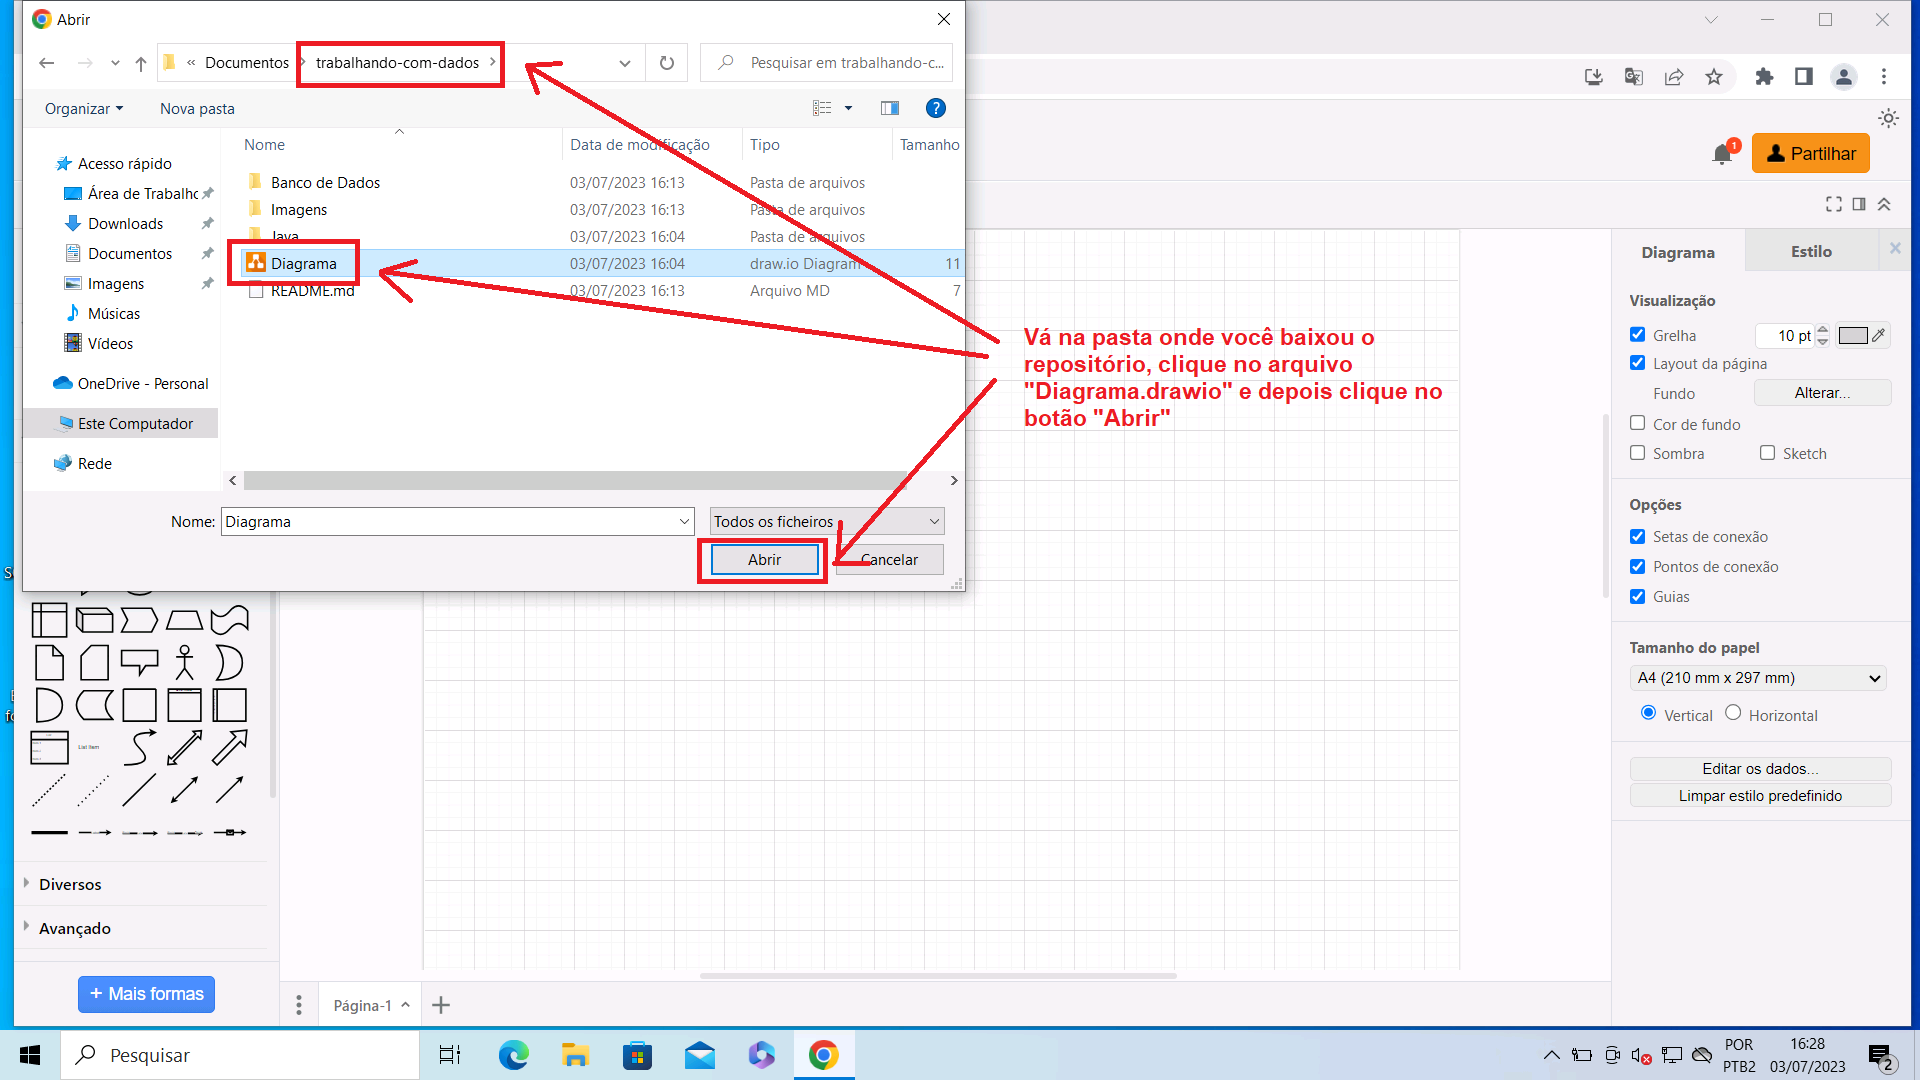 Abrir
« Documentos > trabalhando-com-dados >
Pesquisar em trabalhando-c...
Organizar
Nova pasta
Nome
Data de modificação
Tipo
Tamanho
Acesso rápido
Área de Trabalho
Downloads
Documentos
Imagens
Músicas
Vídeos
OneDrive - Personal
Este Computador
Rede
Banco de Dados 03/07/2023 16:13 Pasta de arquivos
Imagens 03/07/2023 16:13 Pasta de arquivos
Java 03/07/2023 16:04 Pasta de arquivos
Diagrama 03/07/2023 16:04 draw.io Diagram 11
README.md 03/07/2023 16:13 Arquivo MD 7
Nome: Diagrama
Todos os ficheiros
Abrir
Cancelar
Vá na pasta onde você baixou o
repositório, clique no arquivo
"Diagrama.drawio" e depois clique no
botão "Abrir"
1
Partilhar
Diagrama
Estilo
Visualização
Grelha
10 pt
Layout da página
Fundo
Alterar...
Cor de fundo
Sombra
Sketch
Opções
Setas de conexão
Pontos de conexão
Guias
Tamanho do papel
A4 (210 mm x 297 mm)
Vertical
Horizontal
Editar os dados...
Limpar estilo predefinido
List Item
Diversos
Avançado
+ Mais formas
Página-1
Pesquisar
POR
PTB2
16:28
03/07/2023
2